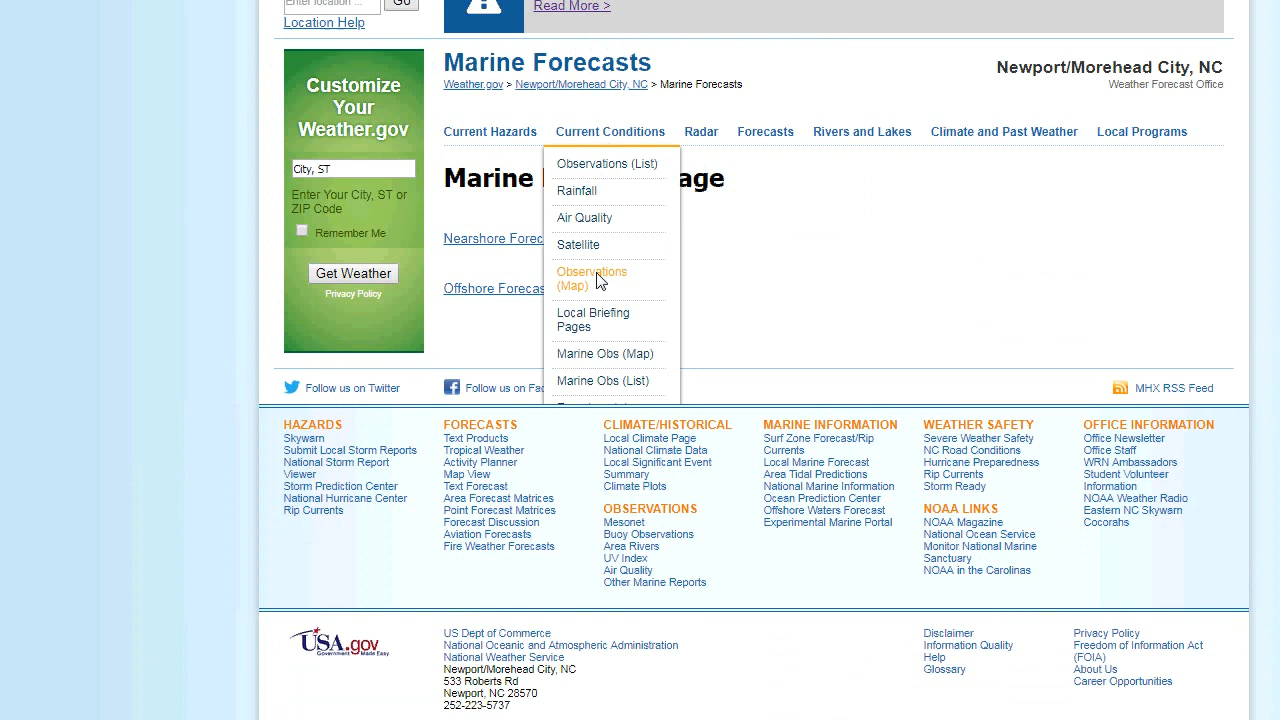 Enter location ...
Go
Location Help
Read More >
Customize
Your
Weather.gov
City, ST
Enter Your City, ST or
ZIP Code
Remember Me
Get Weather
Privacy Policy
Marine Forecasts
Weather.gov > Newport/Morehead City, NC > Marine Forecasts
Newport/Morehead City, NC
Weather Forecast Office
Current Hazards Current Conditions Radar Forecasts Rivers and Lakes Climate and Past Weather Local Programs
Observations (List)
Rainfall
Air Quality
Satellite
Observations
(Map)
Local Briefing
Pages
Marine Obs (Map)
Marine Obs (List)
Marine age
Nearshore Forec
Offshore Forecas
Follow us on Twitter
Follow us on Fac
MHX RSS Feed
HAZARDS
Skywarn
Submit Local Storm Reports
National Storm Report
Viewer
Storm Prediction Center
National Hurricane Center
Rip Currents
FORECASTS
Text Products
Tropical Weather
Activity Planner
Map View
Text Forecast
Area Forecast Matrices
Point Forecast Matrices
Forecast Discussion
Aviation Forecasts
Fire Weather Forecasts
CLIMATE/HISTORICAL
Local Climate Page
National Climate Data
Local Significant Event
Summary
Climate Plots
OBSERVATIONS
Mesonet
Buoy Observations
Area Rivers
UV Index
Air Quality
Other Marine Reports
MARINE INFORMATION
Surf Zone Forecast/Rip
Currents
Local Marine Forecast
Area Tidal Predictions
National Marine Information
Ocean Prediction Center
Offshore Waters Forecast
Experimental Marine Portal
WEATHER SAFETY
Severe Weather Safety
NC Road Conditions
Hurricane Preparedness
Rip Currents
Storm Ready
NOAA LINKS
NOAA Magazine
National Ocean Service
Monitor National Marine
Sanctuary
NOAA in the Carolinas
OFFICE INFORMATION
Office Newsletter
Office Staff
WRN Ambassadors
Student Volunteer
Information
NOAA Weather Radio
Eastern NC Skywarn
Cocorahs
USA.gov
Government Made Easy
US Dept of Commerce
National Oceanic and Atmospheric Administration
National Weather Service
Newport/Morehead City, NC
533 Roberts Rd
Newport, NC 28570
252-223-5737
Disclaimer
Information Quality
Help
Glossary
Privacy Policy
Freedom of Information Act
(FOIA)
About Us
Career Opportunities